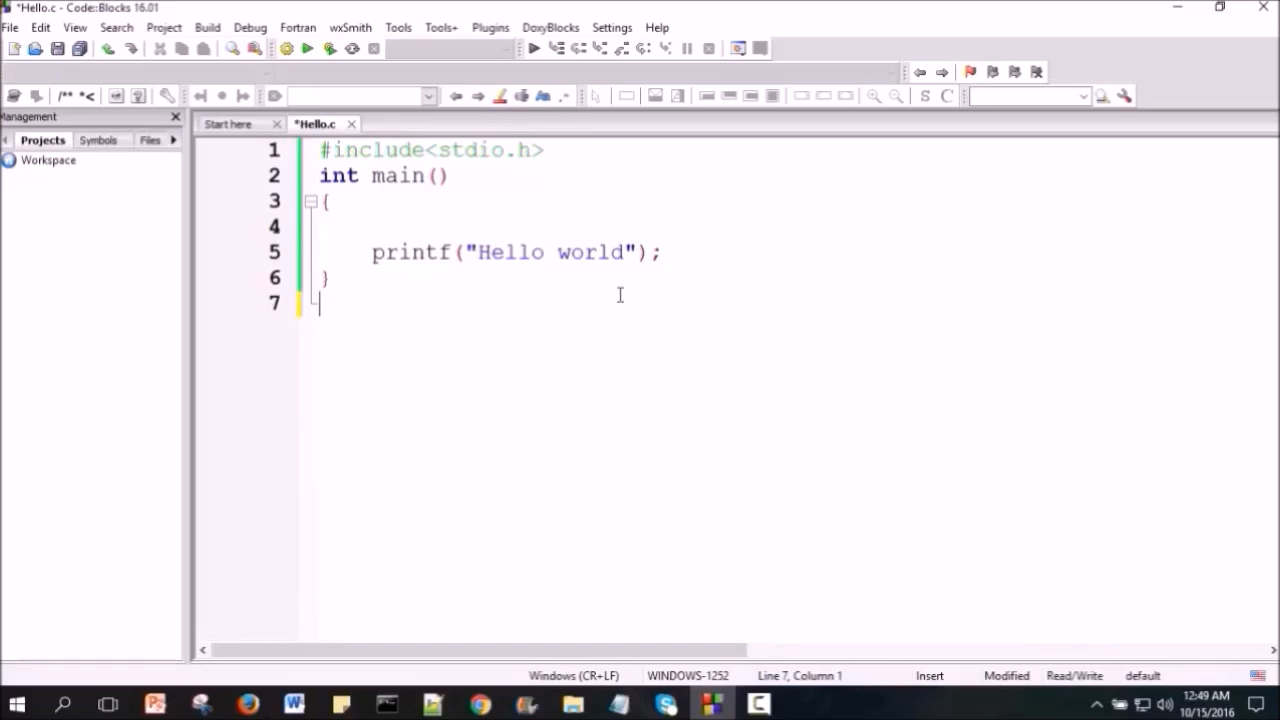 *Hello.c - Code::Blocks 16.01
File Edit View Search Project Build Debug Fortran wxSmith Tools Tools+ Plugins DoxyBlocks Settings Help
/** *<
S C
Management
Projects Symbols Files
Workspace
Start here *Hello.c
1 #include<stdio.h>
2 int main()
3 {
4
5 printf("Hello world");
6 }
7
Windows (CR+LF) WINDOWS-1252 Line 7, Column 1 Insert Modified Read/Write default
12:49 AM
10/15/2016